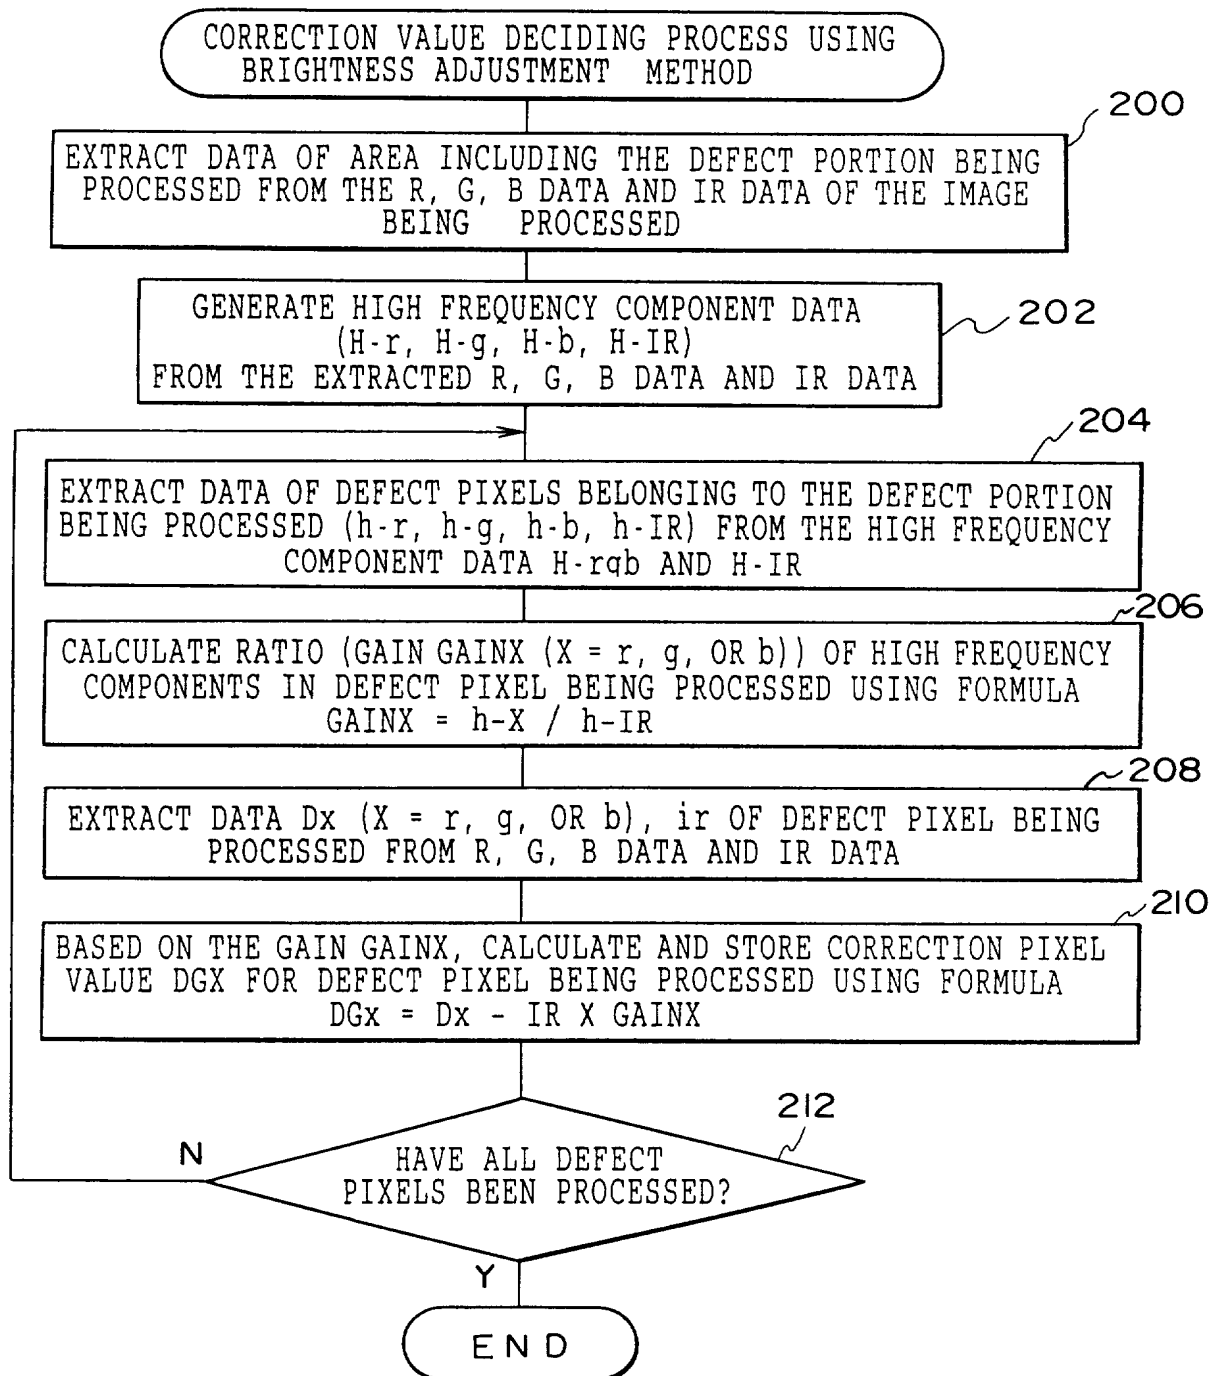 CORRECTION VALUE DECIDING PROCESS USING
BRIGHTNESS ADJUSTMENT METHOD
200
EXTRACT DATA OF AREA INCLUDING THE DEFECT PORTION BEING
PROCESSED FROM THE R, G, B DATA AND IR DATA OF THE IMAGE
BEING PROCESSED
GENERATE HIGH FREQUENCY COMPONENT DATA
(H-r, H-g, H-b, H-IR)
FROM THE EXTRACTED R, G, B DATA AND IR DATA
202
204
EXTRACT DATA OF DEFECT PIXELS BELONGING TO THE DEFECT PORTION
BEING PROCESSED (h-r, h-g, h-b, h-IR) FROM THE HIGH FREQUENCY
COMPONENT DATA H-rgb AND H-IR
206
CALCULATE RATIO (GAIN GAINX (X = r, g, OR b)) OF HIGH FREQUENCY
COMPONENTS IN DEFECT PIXEL BEING PROCESSED USING FORMULA
GAINX = h-X / h-IR
208
EXTRACT DATA Dx (X = r, g, OR b), ir OF DEFECT PIXEL BEING
PROCESSED FROM R, G, B DATA AND IR DATA
210
BASED ON THE GAIN GAINX, CALCULATE AND STORE CORRECTION PIXEL
VALUE DGX FOR DEFECT PIXEL BEING PROCESSED USING FORMULA
DGx = Dx - IR X GAINX
212
N
HAVE ALL DEFECT
PIXELS BEEN PROCESSED?
Y
END